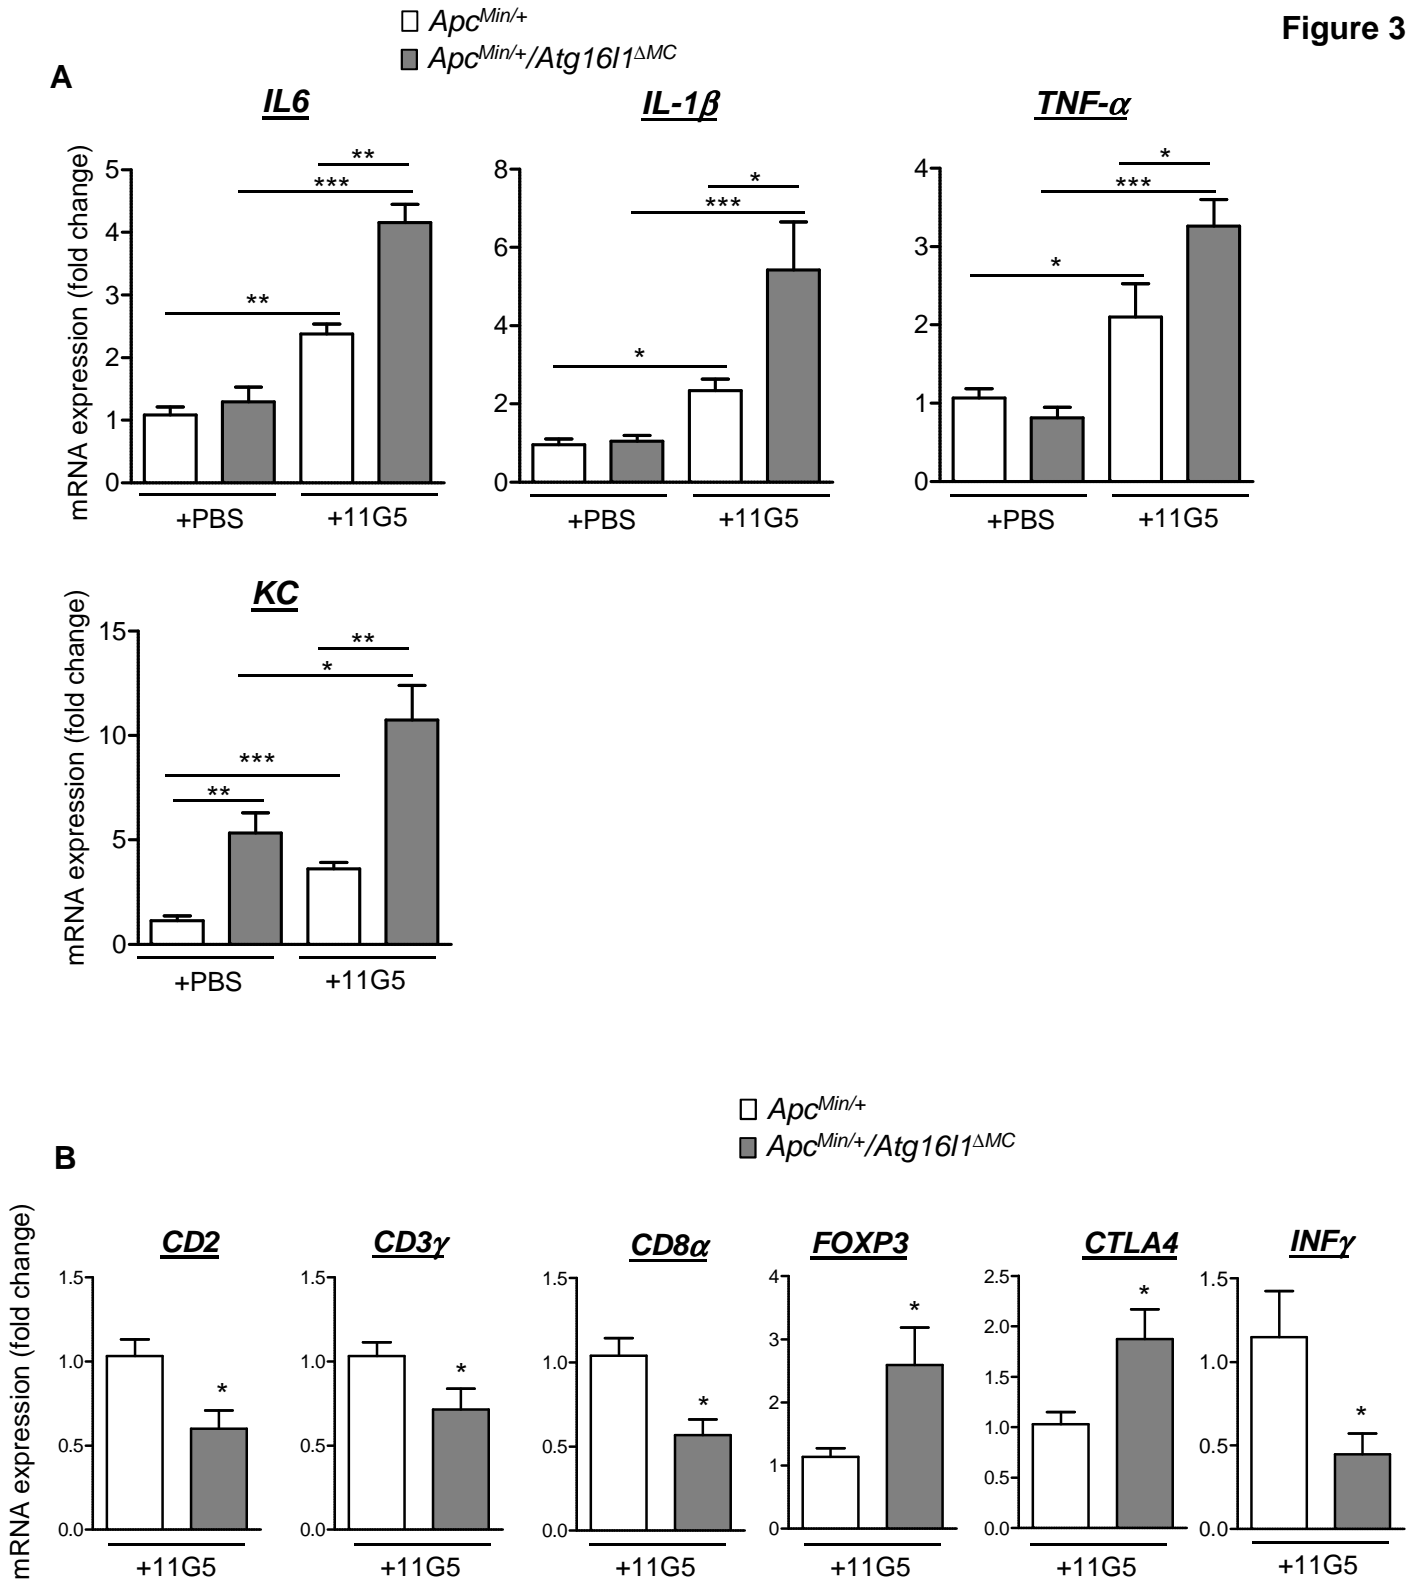 Figure 3
Apc^Min/+
Apc^Min/+/Atg16l1^ΔMC
A
IL6
IL-1β
TNF-α
mRNA expression (fold change)
5
4
3
2
1
0
**
***
**
+PBS
+11G5
8
6
4
2
0
*
***
*
+PBS
+11G5
4
3
2
1
0
*
***
*
+PBS
+11G5
KC
mRNA expression (fold change)
15
10
5
0
**
*
***
**
+PBS
+11G5
Apc^Min/+
Apc^Min/+/Atg16l1^ΔMC
B
mRNA expression (fold change)
CD2
1.5
1.0
0.5
0.0
*
+11G5
CD3γ
1.5
1.0
0.5
0.0
*
+11G5
CD8α
1.5
1.0
0.5
0.0
*
+11G5
FOXP3
4
3
2
1
0
*
+11G5
CTLA4
2.5
2.0
1.5
1.0
0.5
0.0
*
+11G5
INFγ
1.5
1.0
0.5
0.0
*
+11G5